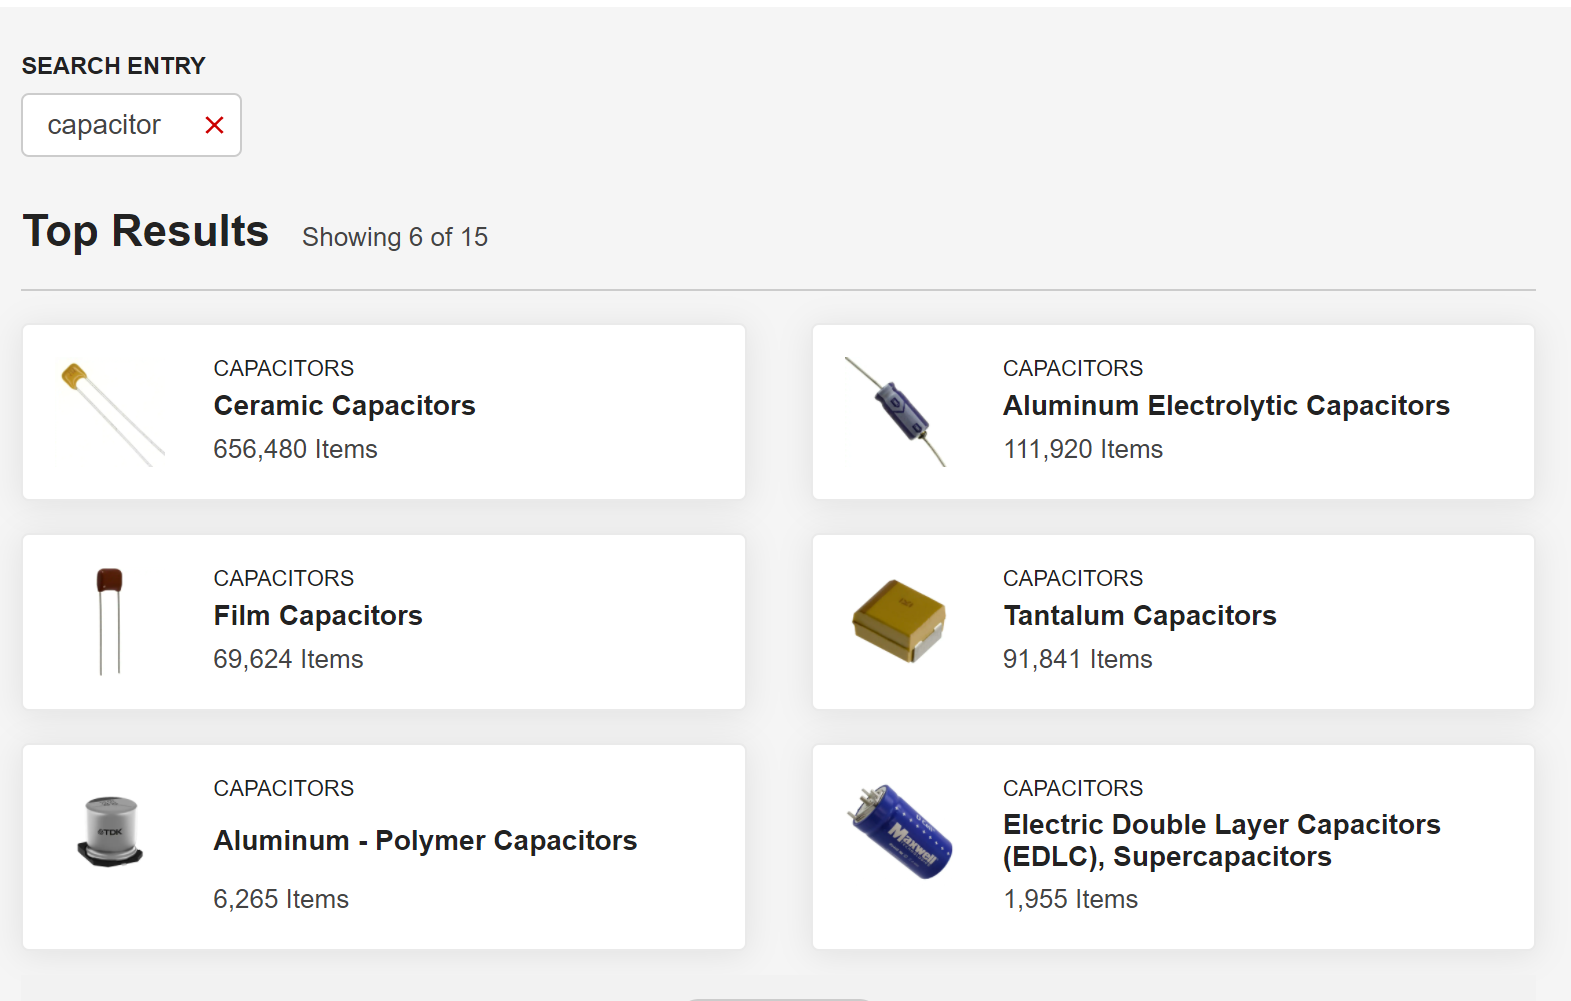 SEARCH ENTRY
capacitor
Top Results
Showing 6 of 15
CAPACITORS
Ceramic Capacitors
656,480 Items
CAPACITORS
Aluminum Electrolytic Capacitors
111,920 Items
CAPACITORS
Film Capacitors
69,624 Items
CAPACITORS
Tantalum Capacitors
91,841 Items
TDK
CAPACITORS
Aluminum - Polymer Capacitors
6,265 Items
Maxwell
CAPACITORS
Electric Double Layer Capacitors
(EDLC), Supercapacitors
1,955 Items